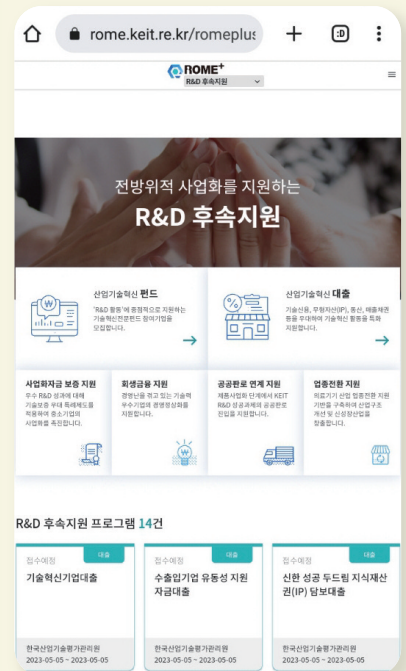 rome.keit.re.kr/romeplus
:D
ROME+
R&D 후속지원
전방위적 사업화를 지원하는
R&D 후속지원
산업기술혁신 펀드
'R&D 활동'에 중점적으로 지원하는
기술혁신전문펀드 참여기업을
모집합니다.
산업기술혁신 대출
기술신용, 무형자산(IP), 동산, 매출채권
등을 우대하여 기술혁신 활동을 특화
지원합니다.
사업화자금 보증 지원
우수 R&D 성과에 대해
기술보증 우대 특례제도를
적용하여 중소기업의
사업화를 촉진합니다.
회생금융 지원
경영난을 겪고 있는 기술력
우수기업의 경영정상화를
지원합니다.
공공판로 연계 지원
제품사업화 단계에서 KEIT
R&D 성공과제의 공공판로
진입을 지원합니다.
업종전환 지원
의료기기 산업 업종전환 지원
기반을 구축하여 산업구조
개선 및 신성장산업을
창출합니다.
R&D 후속지원 프로그램 14건
접수예정
대출
기술혁신기업대출
한국산업기술평가관리원
2023-05-05 ~ 2023-05-05
접수예정
대출
수출입기업 유동성 지원
자금대출
한국산업기술평가관리원
2023-05-05 ~ 2023-05-05
접수예정
대출
신한 성공 두드림 지식재산
권(IP) 담보대출
한국산업기술평가관리원
2023-05-05 ~ 2023-05-05